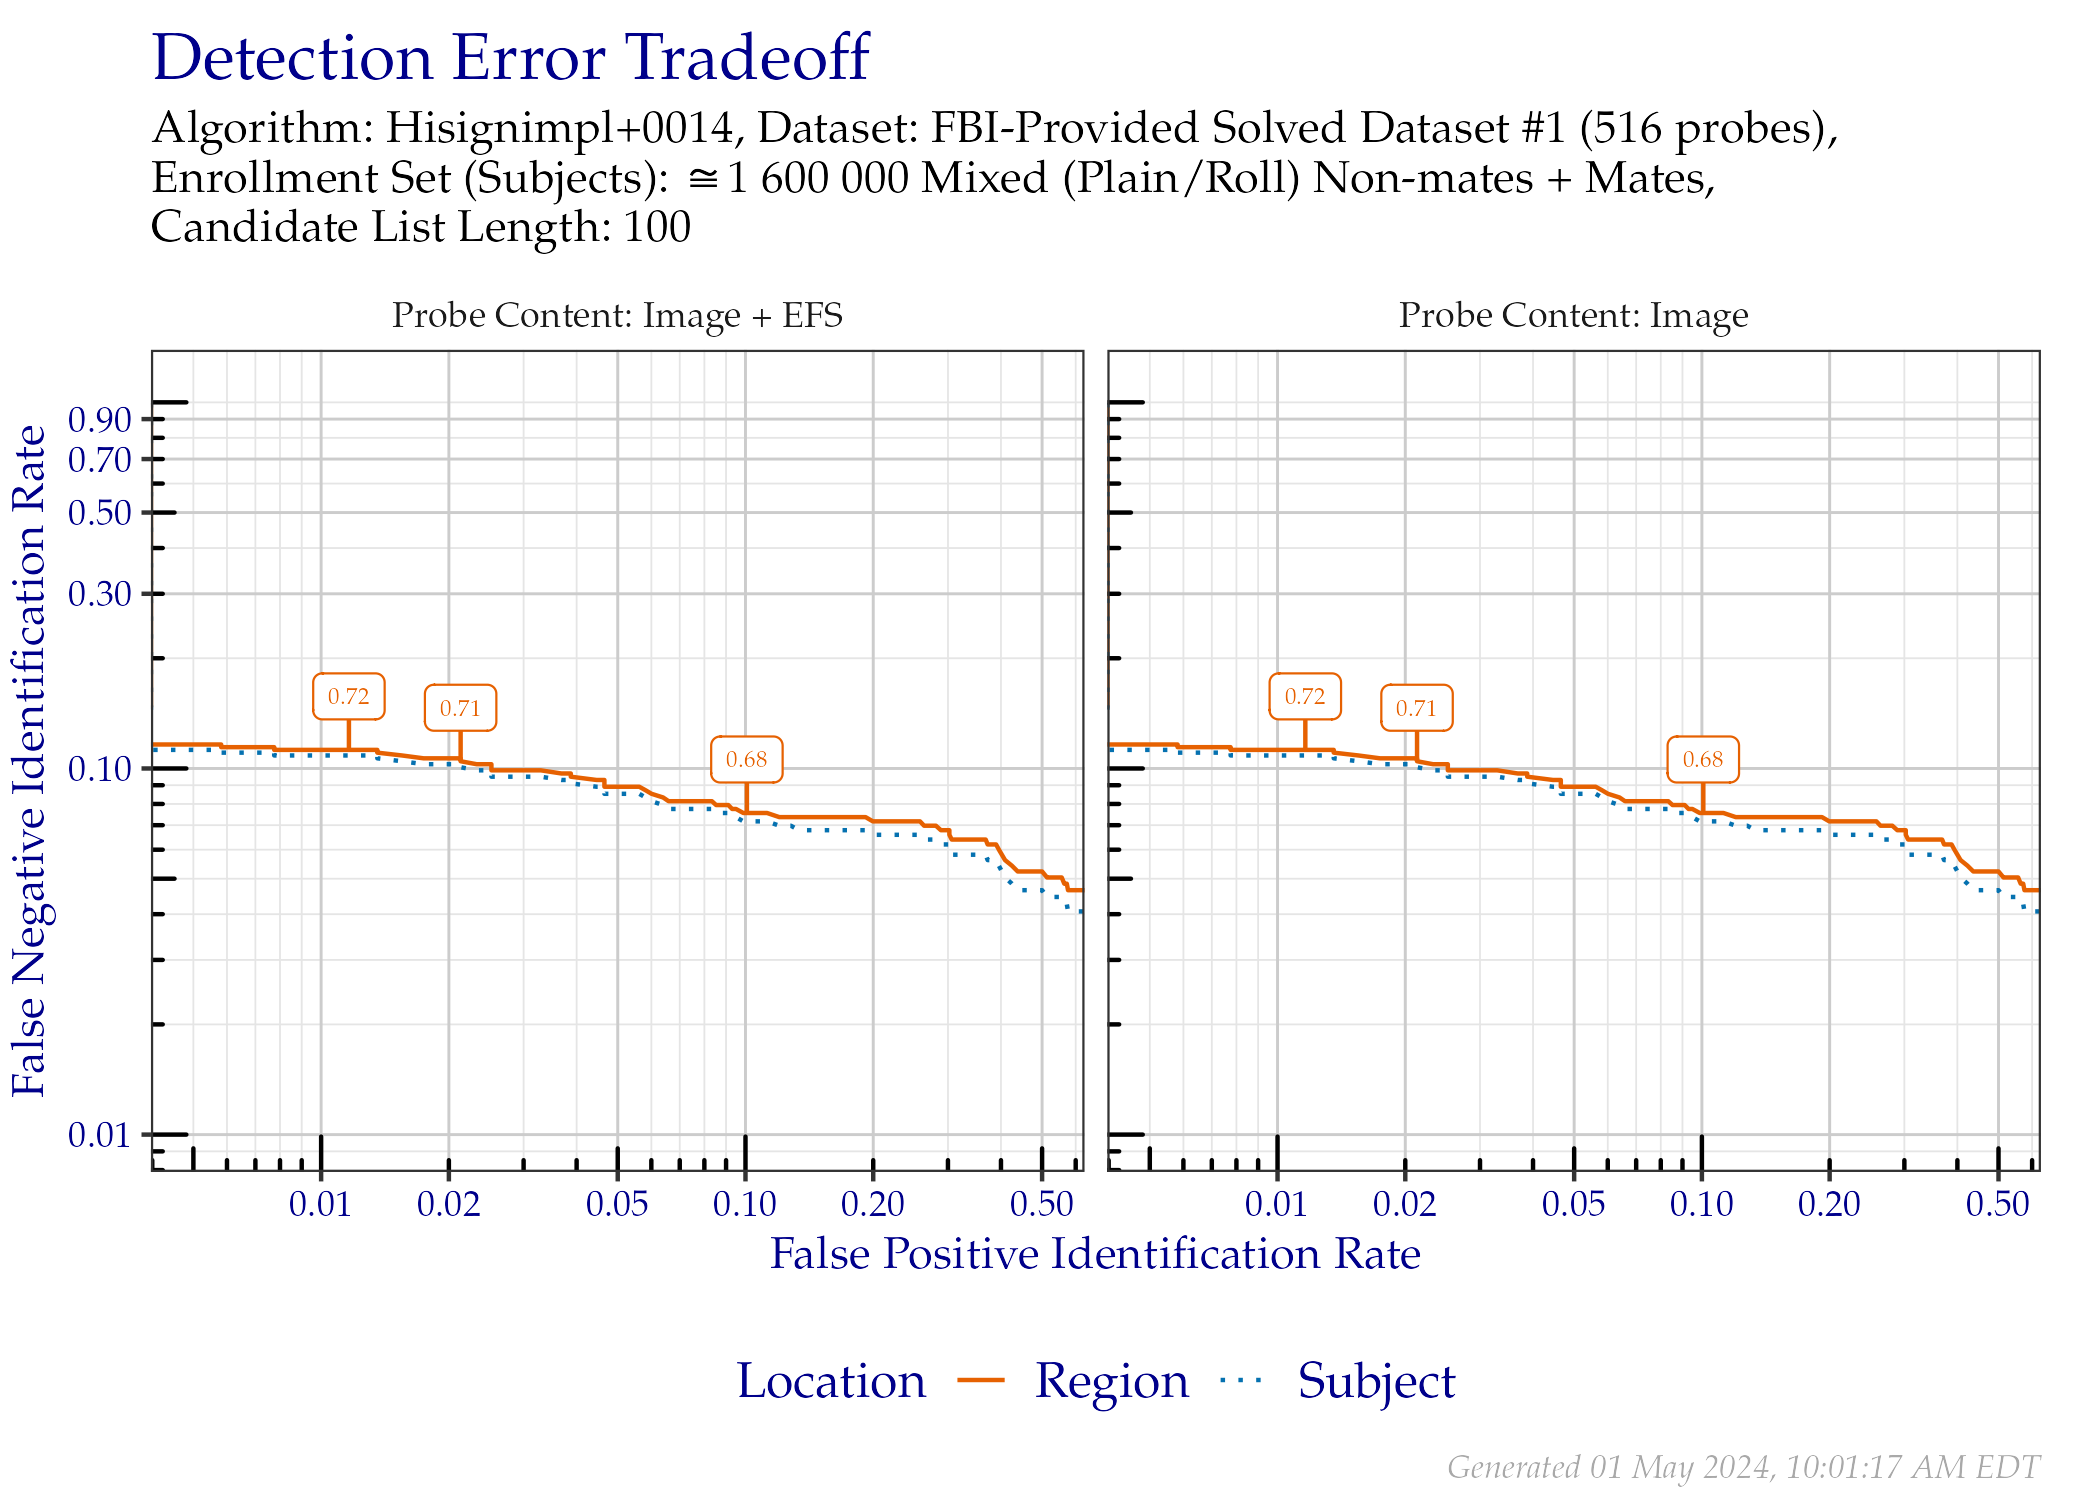 Detection Error Tradeoff
Algorithm: Hisignimpl+0014, Dataset: FBI-Provided Solved Dataset #1 (516 probes),
Enrollment Set (Subjects): ≅1 600 000 Mixed (Plain/Roll) Non-mates + Mates,
Candidate List Length: 100
Probe Content: Image + EFS
Probe Content: Image
False Negative Identification Rate
0.90
0.70
0.50
0.30
0.10
0.01
0.72
0.71
0.68
0.72
0.71
0.68
0.01 0.02 0.05 0.10 0.20 0.50
0.01 0.02 0.05 0.10 0.20 0.50
False Positive Identification Rate
Location Region Subject
Generated 01 May 2024, 10:01:17 AM EDT